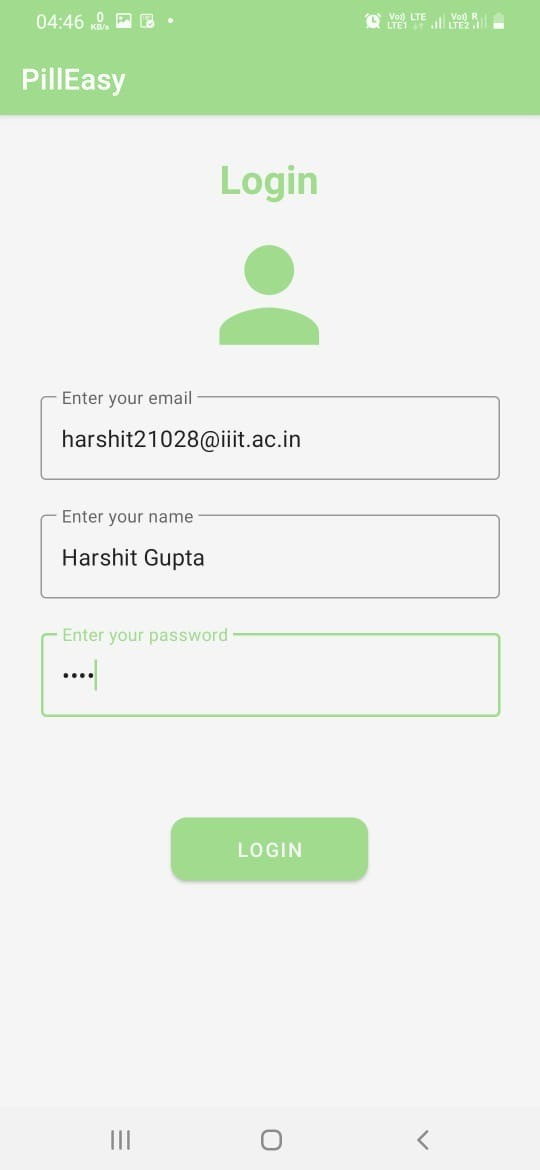 04:46 0 KB/s Vo) LTE LTE1 Vo) R LTE2
PillEasy
Login
Enter your email
harshit21028@iiit.ac.in
Enter your name
Harshit Gupta
Enter your password
••••
LOGIN